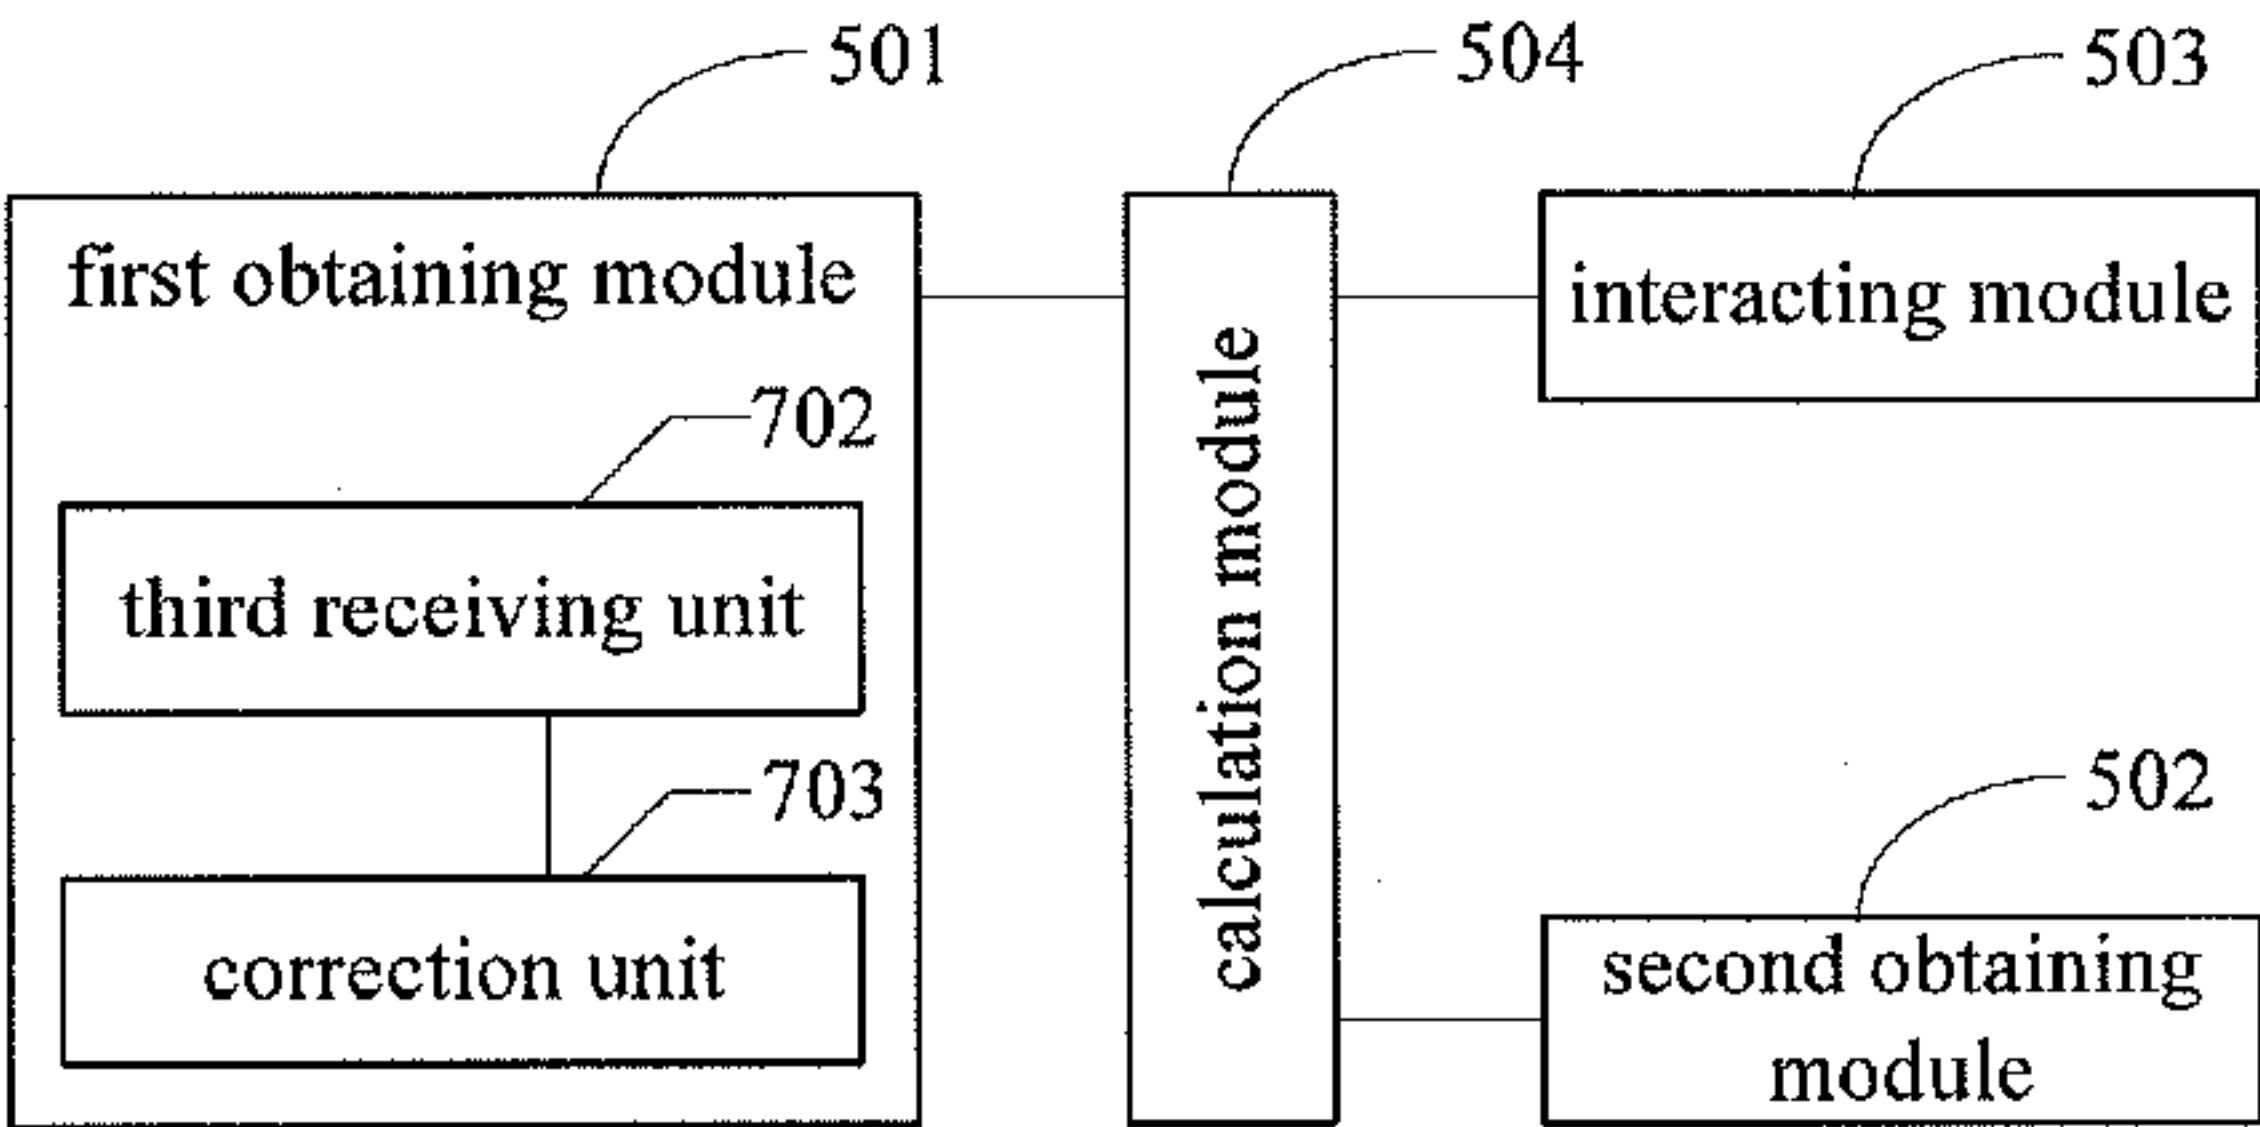 501
504
503
first obtaining module
interacting module
calculation module
702
third receiving unit
703
correction unit
502
second obtaining
module